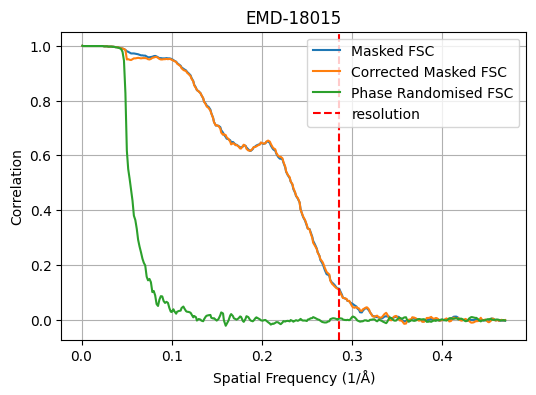 EMD-18015
1.0
0.8
0.6
0.4
0.2
0.0
Correlation
Masked FSC
Corrected Masked FSC
Phase Randomised FSC
resolution
0.0 0.1 0.2 0.3 0.4
Spatial Frequency (1/Å)